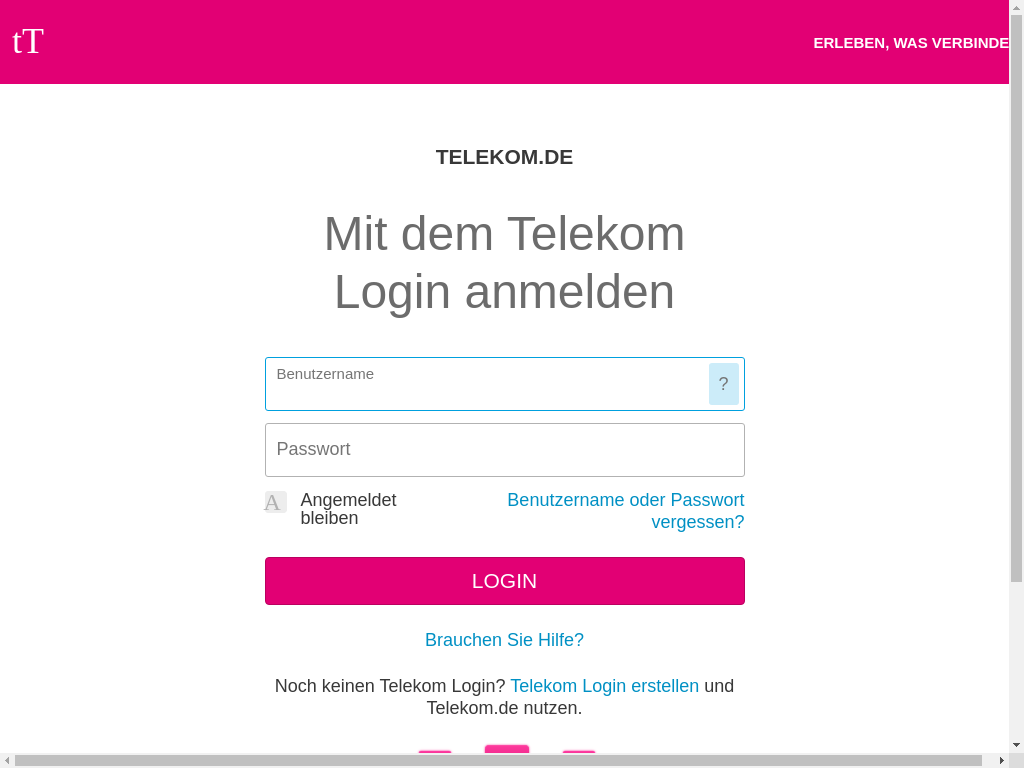 tT
ERLEBEN, WAS VERBINDE
TELEKOM.DE
Mit dem Telekom
Login anmelden
Benutzername
?
Passwort
A
Angemeldet
bleiben
Benutzername oder Passwort
vergessen?
LOGIN
Brauchen Sie Hilfe?
Noch keinen Telekom Login? Telekom Login erstellen und
Telekom.de nutzen.